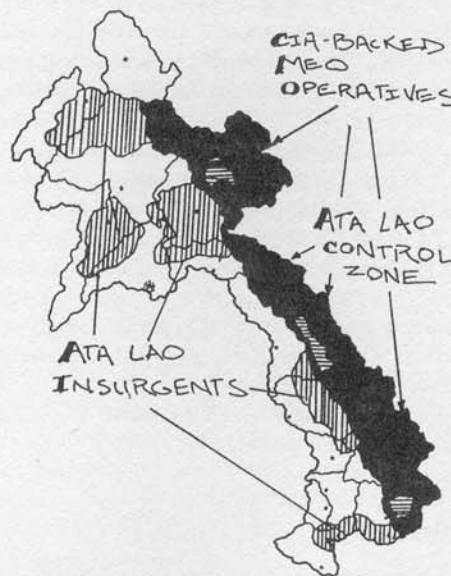 CIA-BACKED
MEO
OPERATIVES
ATA LAO
CONTROL
ZONE
ATA LAO
INSURGENTS